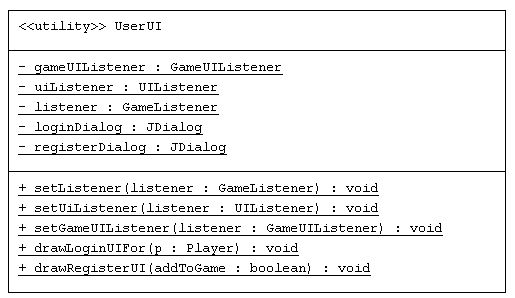 <<utility>> UserUI
- gameUIListener : GameUIListener
- uiListener : UIListener
- listener : GameListener
- loginDialog : JDialog
- registerDialog : JDialog
+ setListener(listener : GameListener) : void
+ setUiListener(listener : UIListener) : void
+ setGameUIListener(listener : GameUIListener) : void
+ drawLoginUIFor(p : Player) : void
+ drawRegisterUI(addToGame : boolean) : void